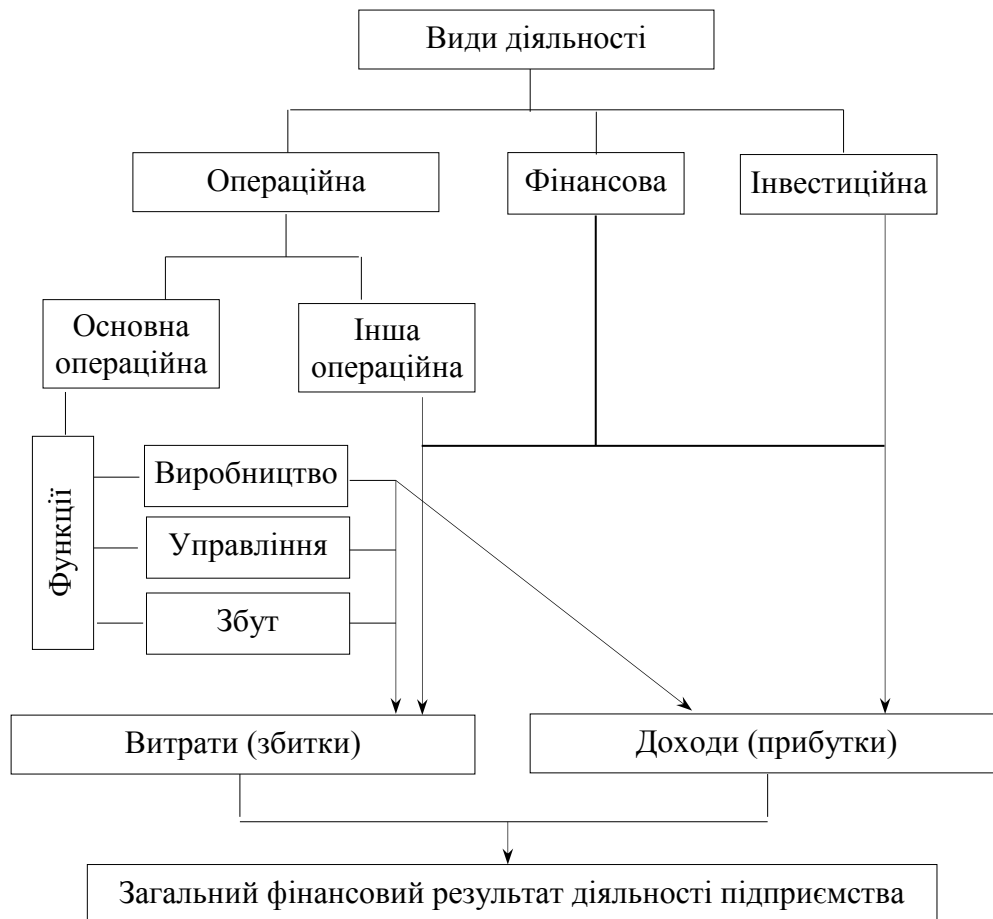 Види діяльності
Операційна
Фінансова
Інвестиційна
Основна
операційна
Інша
операційна
Функції
Виробництво
Управління
Збут
Витрати (збитки)
Доходи (прибутки)
Загальний фінансовий результат діяльності підприємства